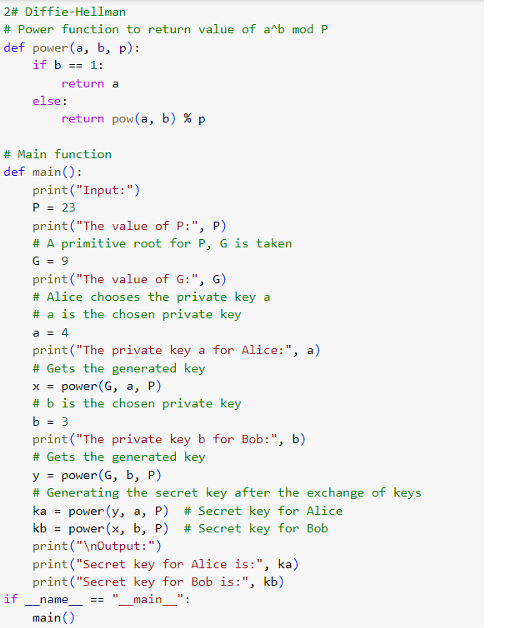 2# Diffie-Hellman
# Power function to return value of a^b mod P
def power(a, b, p):
    if b == 1:
        return a
    else:
        return pow(a, b) % p

# Main function
def main():
    print("Input:")
    P = 23
    print("The value of P:", P)
    # A primitive root for P, G is taken
    G = 9
    print("The value of G:", G)
    # Alice chooses the private key a
    # a is the chosen private key
    a = 4
    print("The private key a for Alice:", a)
    # Gets the generated key
    x = power(G, a, P)
    # b is the chosen private key
    b = 3
    print("The private key b for Bob:", b)
    # Gets the generated key
    y = power(G, b, P)
    # Generating the secret key after the exchange of keys
    ka = power(y, a, P)  # Secret key for Alice
    kb = power(x, b, P)  # Secret key for Bob
    print("\nOutput:")
    print("Secret key for Alice is:", ka)
    print("Secret key for Bob is:", kb)
if __name__ == "__main__":
    main()